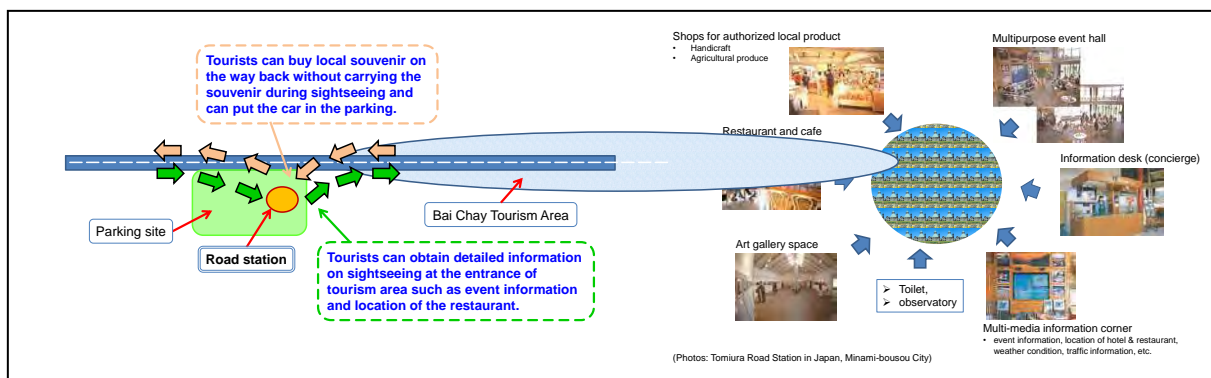 Tourists can buy local souvenir on
the way back without carrying the
souvenir during sightseeing and
can put the car in the parking.
Parking site
Road station
Bai Chay Tourism Area
Tourists can obtain detailed information
on sightseeing at the entrance of
tourism area such as event information
and location of the restaurant.
Shops for authorized local product
• Handicraft
• Agricultural produce
Multipurpose event hall
Restaurant and cafe
Information desk (concierge)
Art gallery space
➢ Toilet,
➢ observatory
Multi-media information corner
• event information, location of hotel & restaurant,
weather condition, traffic information, etc.
(Photos: Tomiura Road Station in Japan, Minami-bousou City)